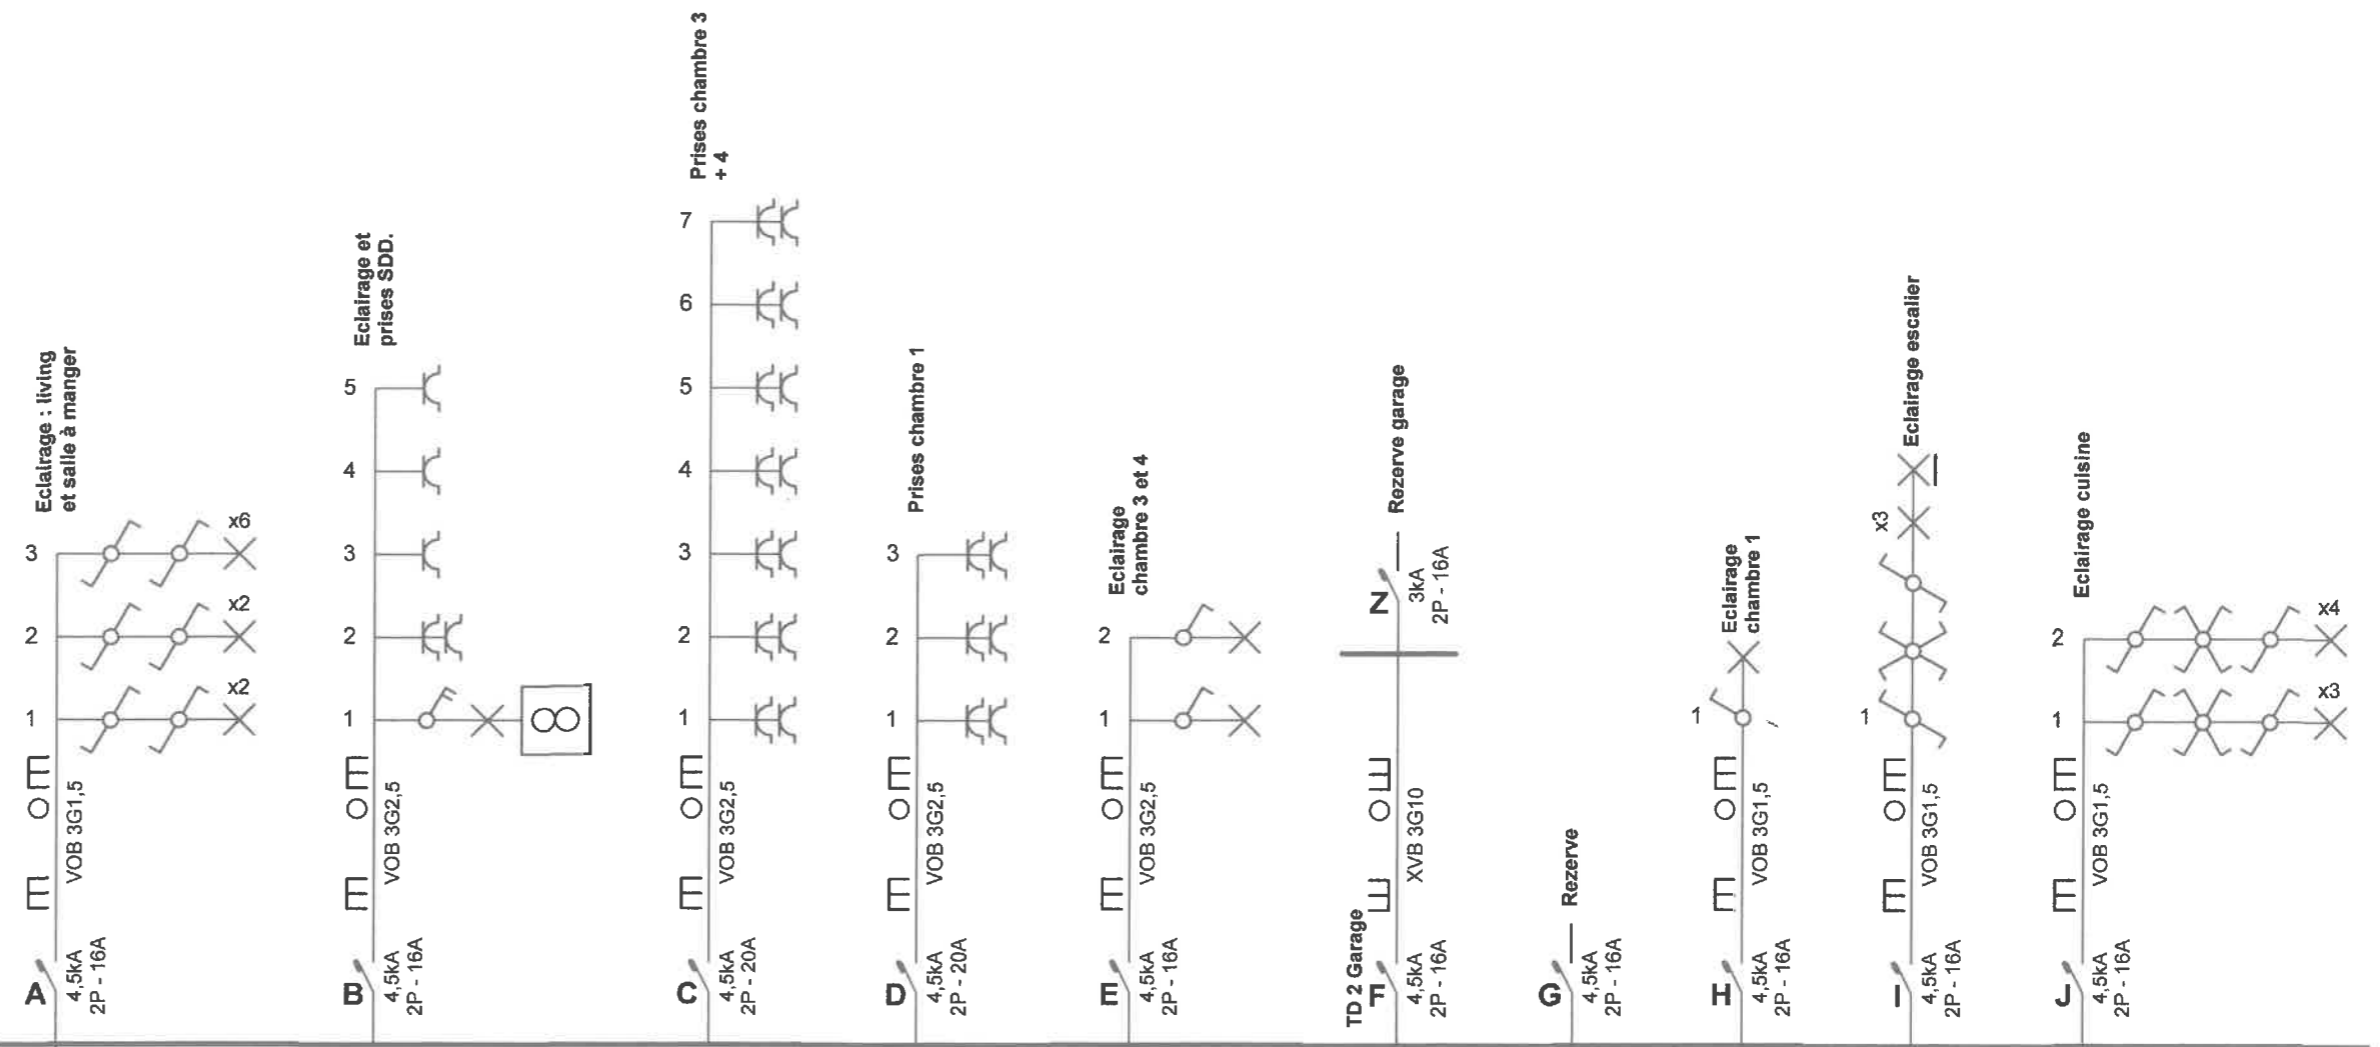 Eclairage : living
et salle à manger
3
x6
2
x2
1
x2
VOB 3G1,5
A
4,5kA
2P - 16A
Eclairage et
prises SDD.
5
4
3
2
1
VOB 3G2,5
B
4,5kA
2P - 16A
Prises chambre 3
+ 4
7
6
5
4
3
2
1
VOB 3G2,5
C
4,5kA
2P - 20A
Prises chambre 1
3
2
1
VOB 3G2,5
D
4,5kA
2P - 20A
Eclairage
chambre 3 et 4
2
1
VOB 3G2,5
E
4,5kA
2P - 16A
Rezerve garage
Z
3kA
2P - 16A
XVB 3G10
TD 2 Garage
F
4,5kA
2P - 16A
Rezerve
G
4,5kA
2P - 16A
Eclairage
chambre 1
1
VOB 3G1,5
H
4,5kA
2P - 16A
Eclairage escalier
x3
1
VOB 3G1,5
I
4,5kA
2P - 16A
Eclairage cuisine
2
x4
1
x3
VOB 3G1,5
J
4,5kA
2P - 16A